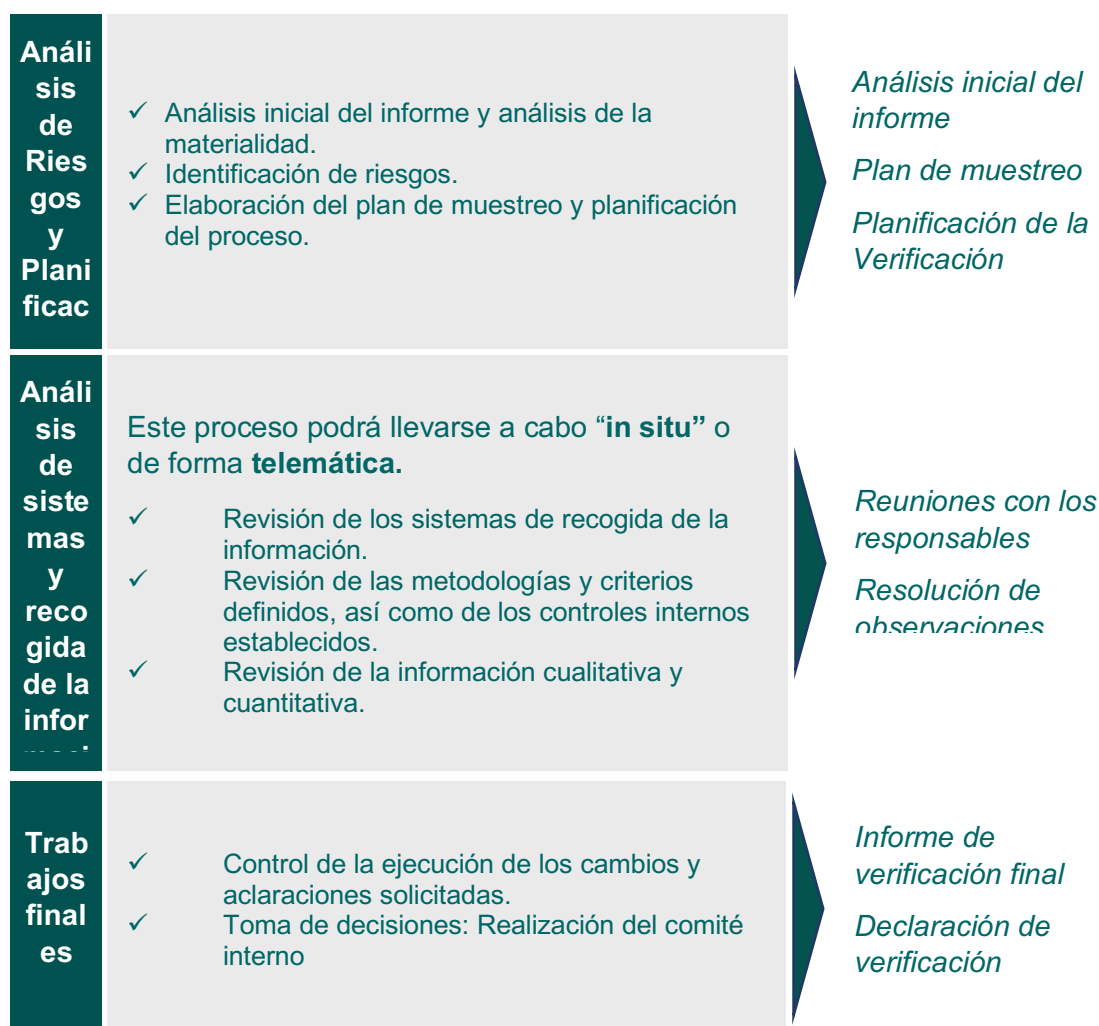 Análi
sis
de
Ries
gos
y
Plani
ficac
✓ Análisis inicial del informe y análisis de la
materialidad.
✓ Identificación de riesgos.
✓ Elaboración del plan de muestreo y planificación
del proceso.
Análisis inicial del
informe
Plan de muestreo
Planificación de la
Verificación
Análi
sis
de
siste
mas
y
reco
gida
de la
infor
Este proceso podrá llevarse a cabo “in situ” o
de forma telemática.
✓ Revisión de los sistemas de recogida de la
información.
✓ Revisión de las metodologías y criterios
definidos, así como de los controles internos
establecidos.
✓ Revisión de la información cualitativa y
cuantitativa.
Reuniones con los
responsables
Resolución de
observaciones
Trab
ajos
final
es
✓ Control de la ejecución de los cambios y
aclaraciones solicitadas.
✓ Toma de decisiones: Realización del comité
interno
Informe de
verificación final
Declaración de
verificación